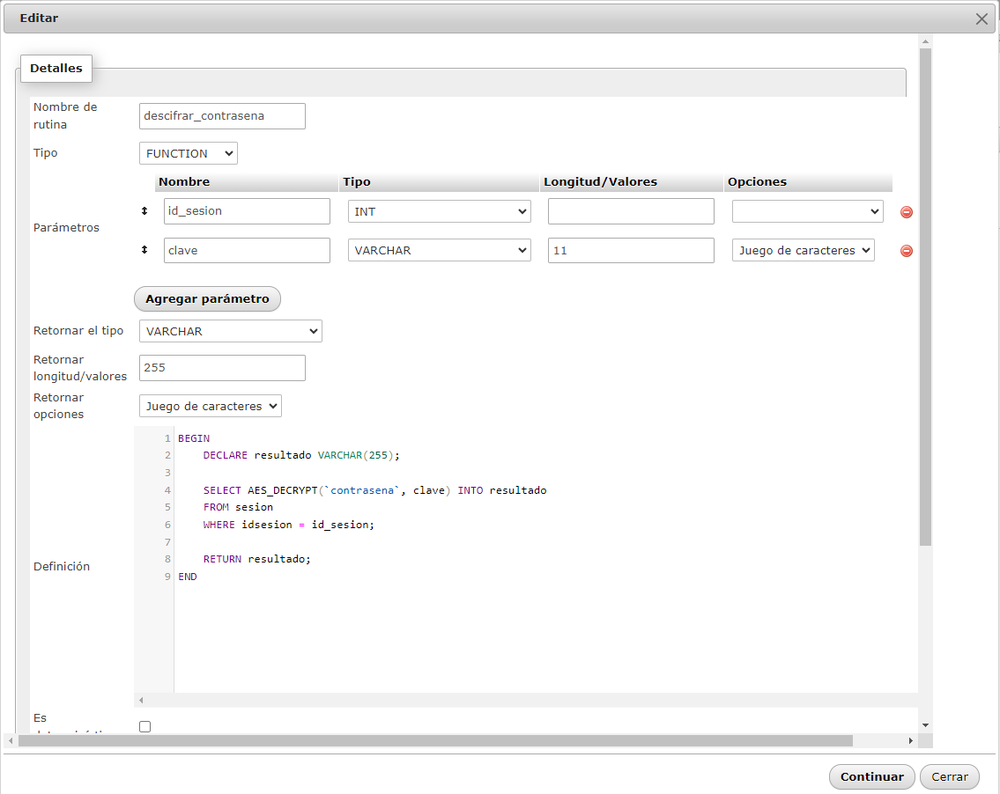 Editar
Detalles
Nombre de
rutina
descifrar_contrasena
Tipo
FUNCTION
Nombre Tipo Longitud/Valores Opciones
Parámetros
id_sesion INT
clave VARCHAR 11 Juego de caracteres
Agregar parámetro
Retornar el tipo
VARCHAR
Retornar
longitud/valores
255
Retornar
opciones
Juego de caracteres
Definición
1 BEGIN
2 DECLARE resultado VARCHAR(255);
3
4 SELECT AES_DECRYPT(`contrasena`, clave) INTO resultado
5 FROM sesion
6 WHERE idsesion = id_sesion;
7
8 RETURN resultado;
9 END
Es
Continuar
Cerrar